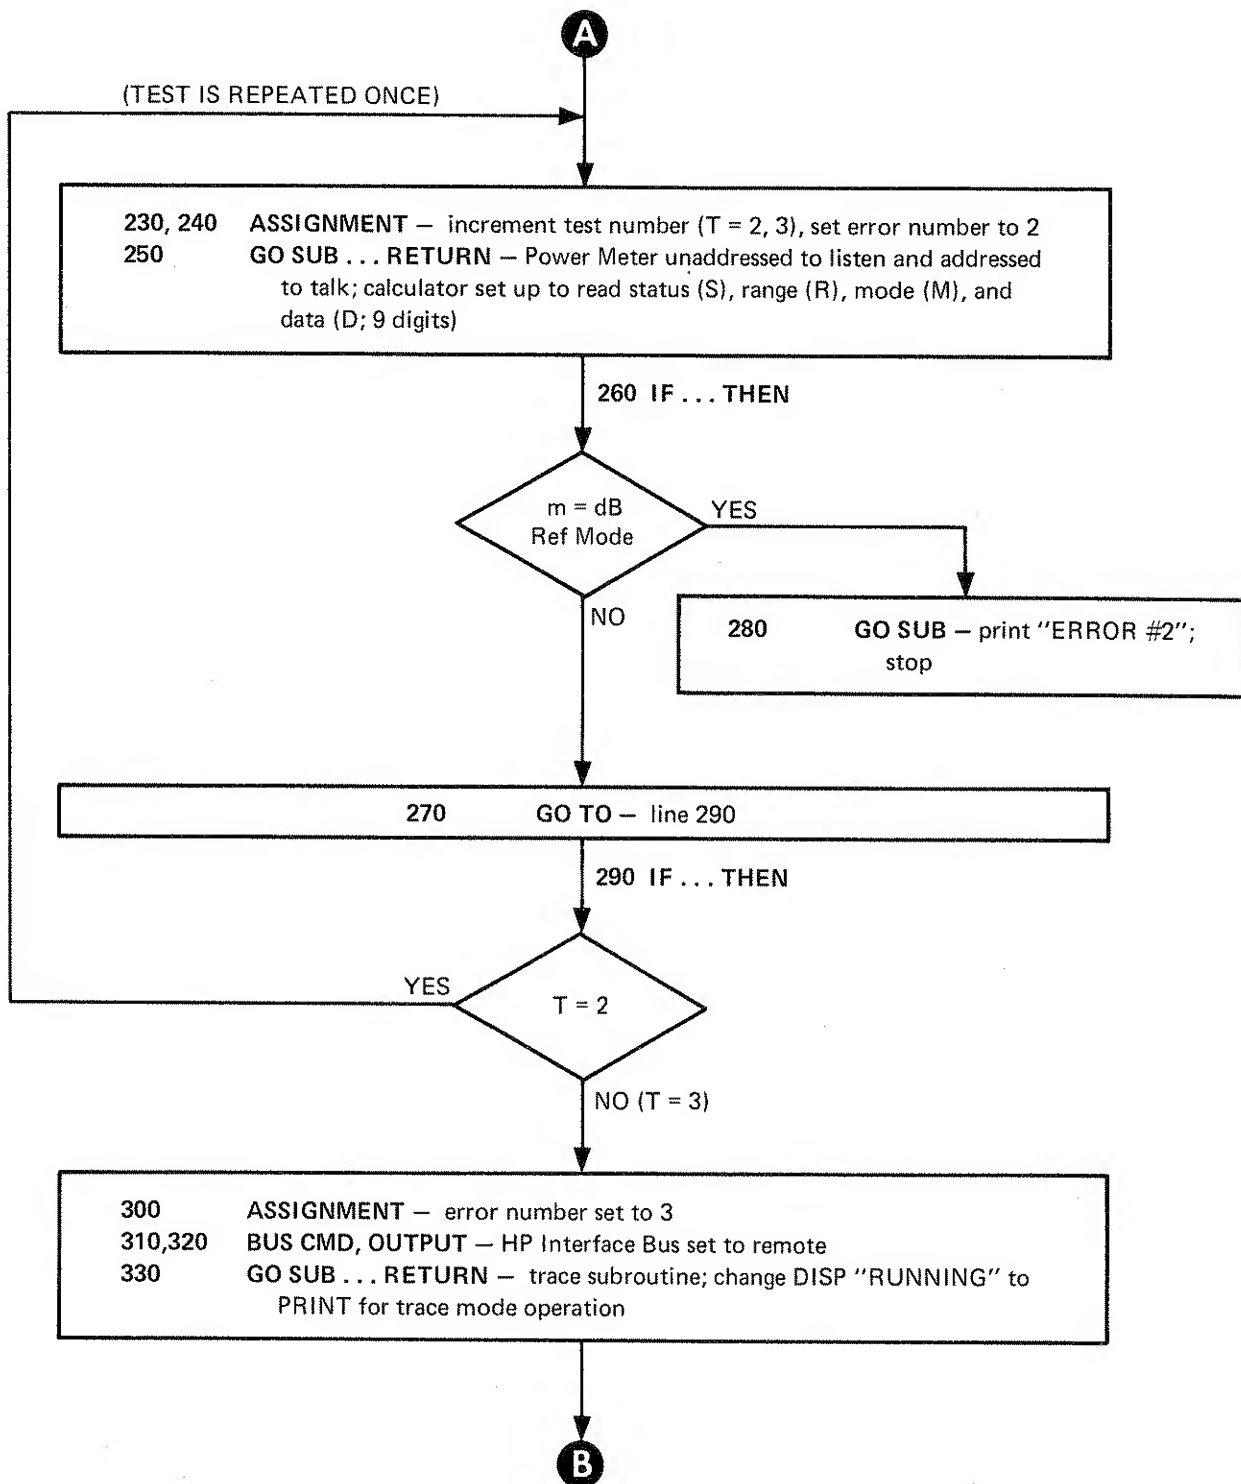 A
(TEST IS REPEATED ONCE)
230, 240 ASSIGNMENT — increment test number (T = 2, 3), set error number to 2
250 GO SUB . . . RETURN — Power Meter unaddressed to listen and addressed
to talk; calculator set up to read status (S), range (R), mode (M), and
data (D; 9 digits)
260 IF . . . THEN
m = dB
Ref Mode
YES
NO
280 GO SUB — print "ERROR #2";
stop
270 GO TO — line 290
290 IF . . . THEN
YES
T = 2
NO (T = 3)
300 ASSIGNMENT — error number set to 3
310,320 BUS CMD, OUTPUT — HP Interface Bus set to remote
330 GO SUB . . . RETURN — trace subroutine; change DISP "RUNNING" to
PRINT for trace mode operation
B